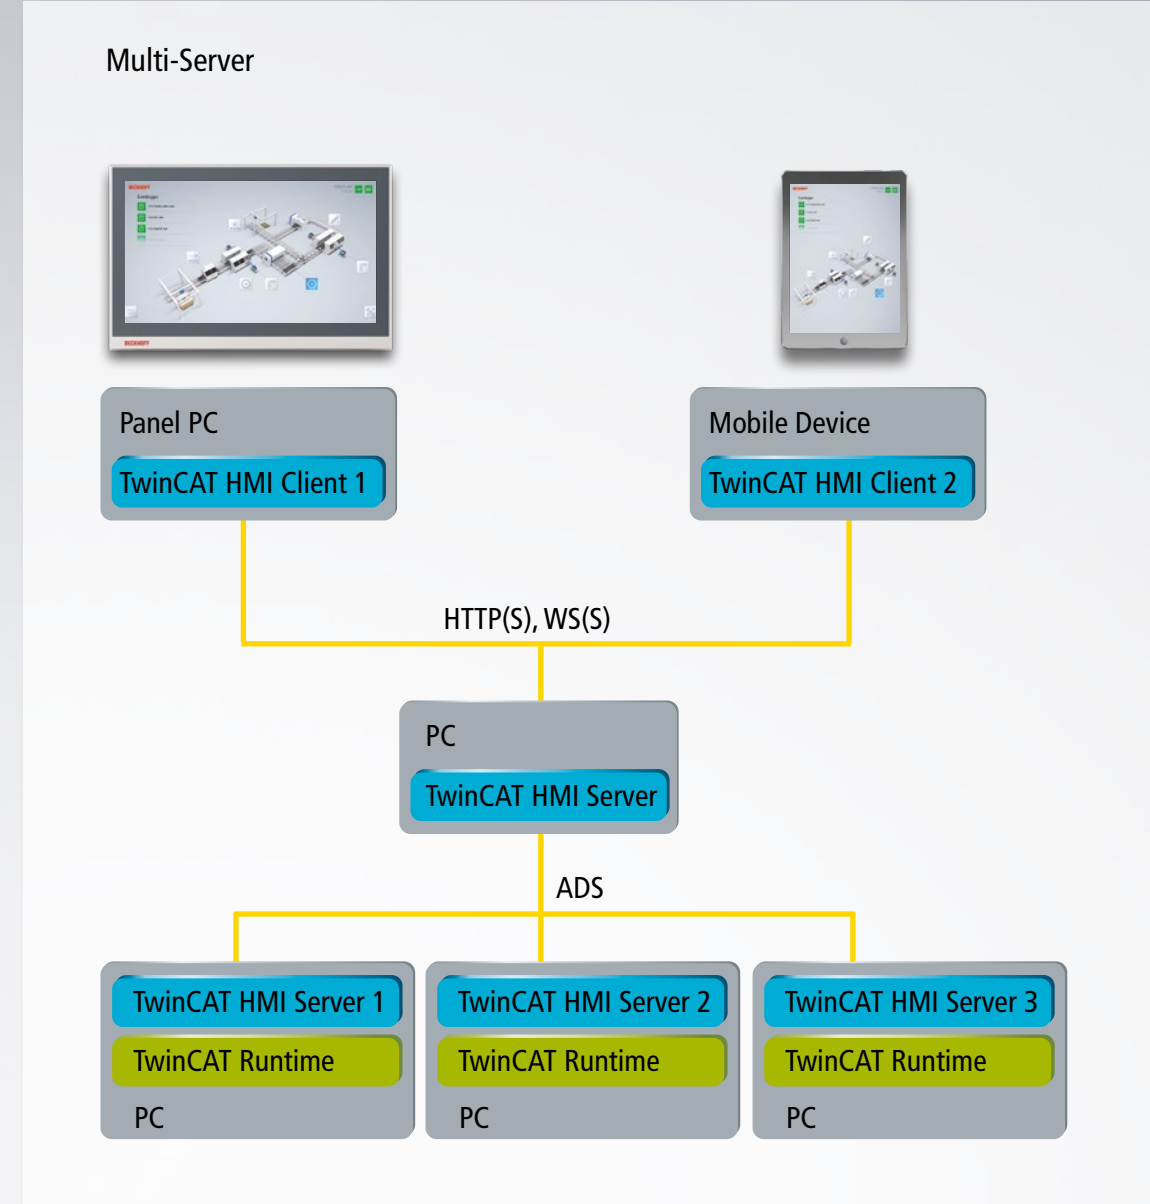 Multi-Server
BECKHOFF
BECKHOFF
Panel PC
TwinCAT HMI Client 1
Mobile Device
TwinCAT HMI Client 2
HTTP(S), WS(S)
PC
TwinCAT HMI Server
ADS
TwinCAT HMI Server 1
TwinCAT HMI Server 2
TwinCAT HMI Server 3
TwinCAT Runtime
TwinCAT Runtime
TwinCAT Runtime
PC
PC
PC